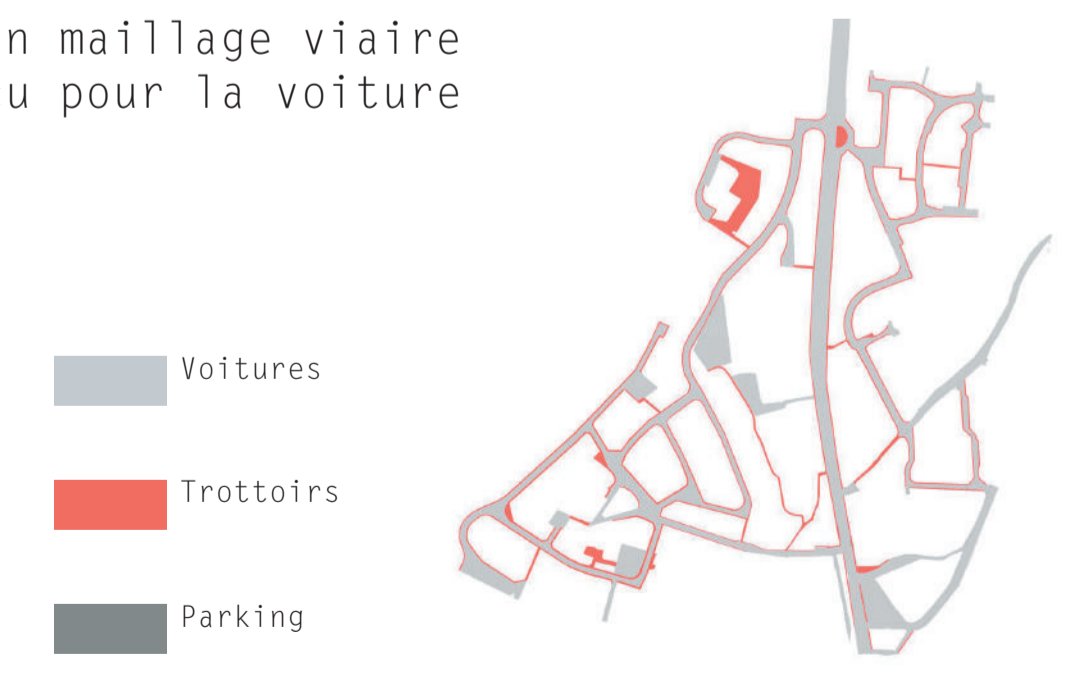 n maillage viaire
u pour la voiture
Voitures
Trottoirs
Parking